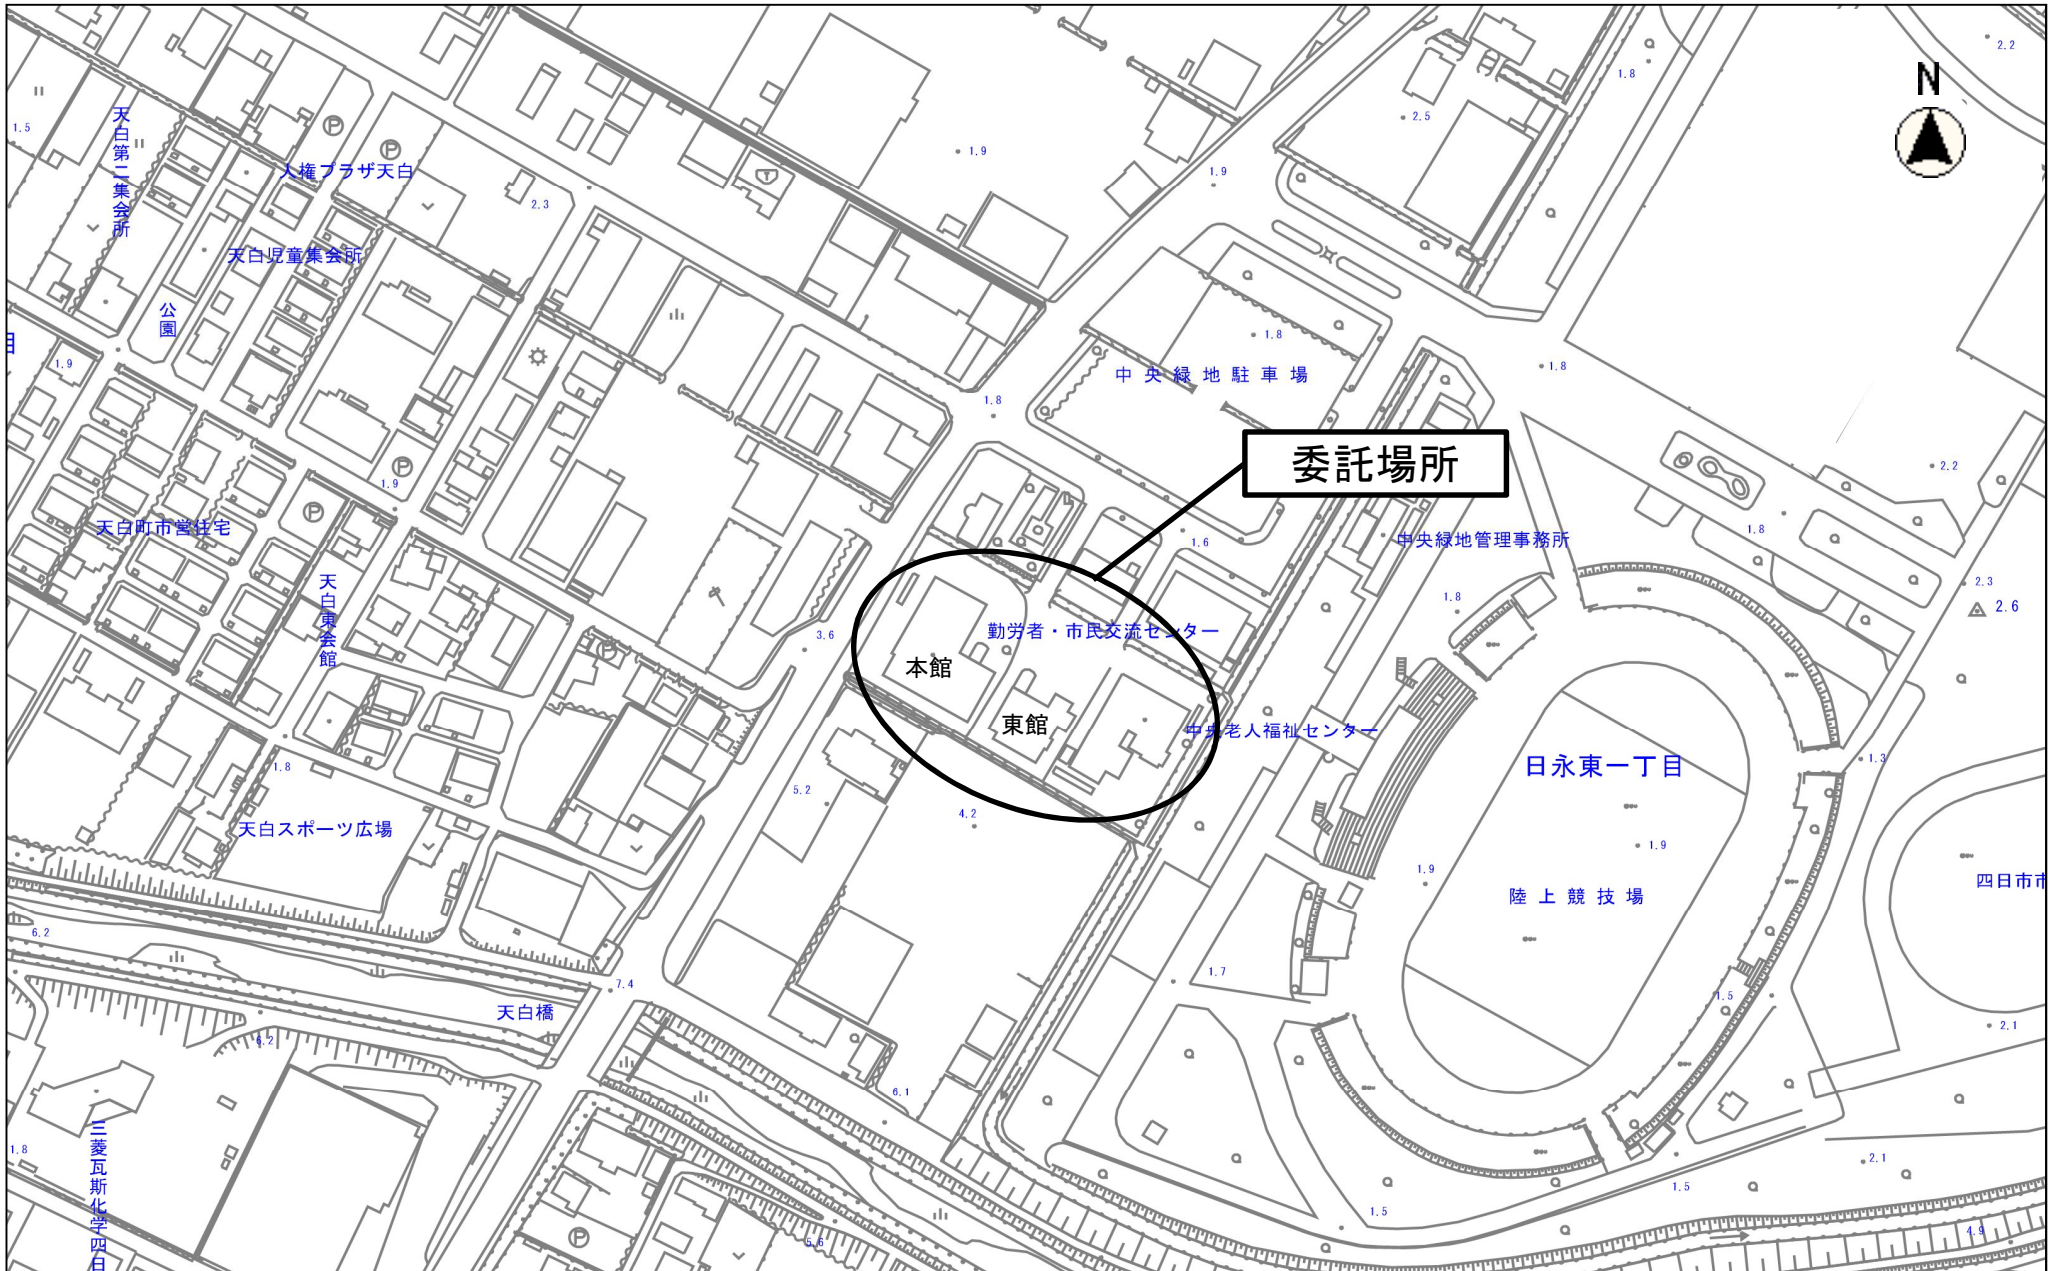 N
2.2
1.8
2.5
1.5
天白第二集会所
人権プラザ天白
1.9
1.9
2.3
天白児童集会所
公園
目
1.9
1.8
中央緑地駐車場
1.8
1.8
委託場所
2.2
1.9
天白町市営住宅
1.6
1.8
中央緑地管理事務所
天白東会館
2.3
2.6
1.8
3.6
勤労者・市民交流センター
本館
東館
中央老人福祉センター
日永東一丁目
1.3
1.8
5.2
4.2
天白スポーツ広場
1.9
1.9
陸上競技場
四日市市
6.2
7.4
1.7
1.5
天白橋
2.1
6.2
6.1
三菱瓦斯化学四日
1.8
2.1
1.5
1.5
5.6
4.9
P
P
P
P
P
P